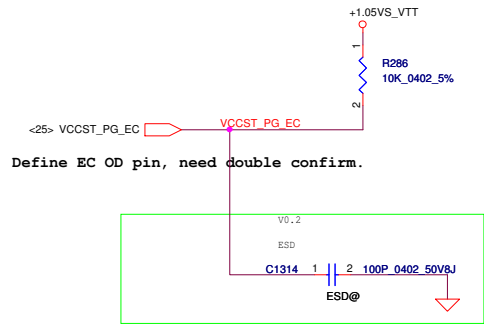 +1.05VS_VTT
1
R286
10K_0402_5%
2
<25> VCCST_PG_EC
VCCST_PG_EC
Define EC OD pin, need double confirm.
V0.2
ESD
C1314 1 2 100P_0402_50V8J
ESD@